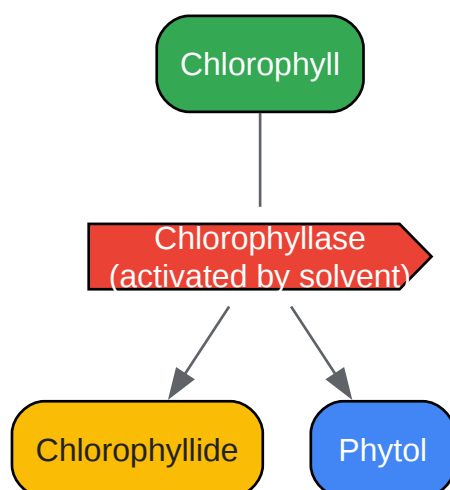 Chlorophyll
Chlorophyllase
(activated by solvent)
Chlorophyllide
Phytol